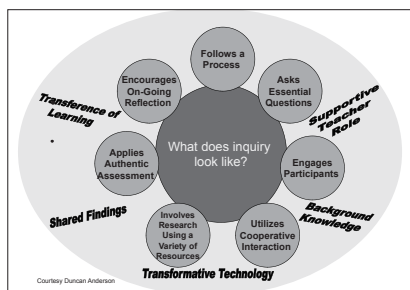 Follows a
Process
Encourages
On-Going
Reflection
Asks
Essential
Questions
Transference of
Learning
Supportive
Teacher
Role
What does inquiry
look like?
Applies
Authentic
Assessment
Engages
Participants
Shared Findings
Background
Knowledge
Involves
Research
Using a
Variety of
Resources
Utilizes
Cooperative
Interaction
Transformative Technology
Courtesy Duncan Anderson